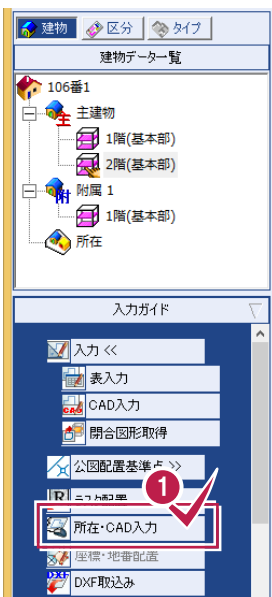 建物 区分 タイプ
建物データ一覧
106番1
主建物
主
1階(基本部)
2階(基本部)
附属 1
附
1階(基本部)
所在
入力ガイド
入力 <<
表入力
CAD入力
閉合図形取得
公図配置基準点 >>
1
所在・CAD入力
座標・地番配置
DXF取込み